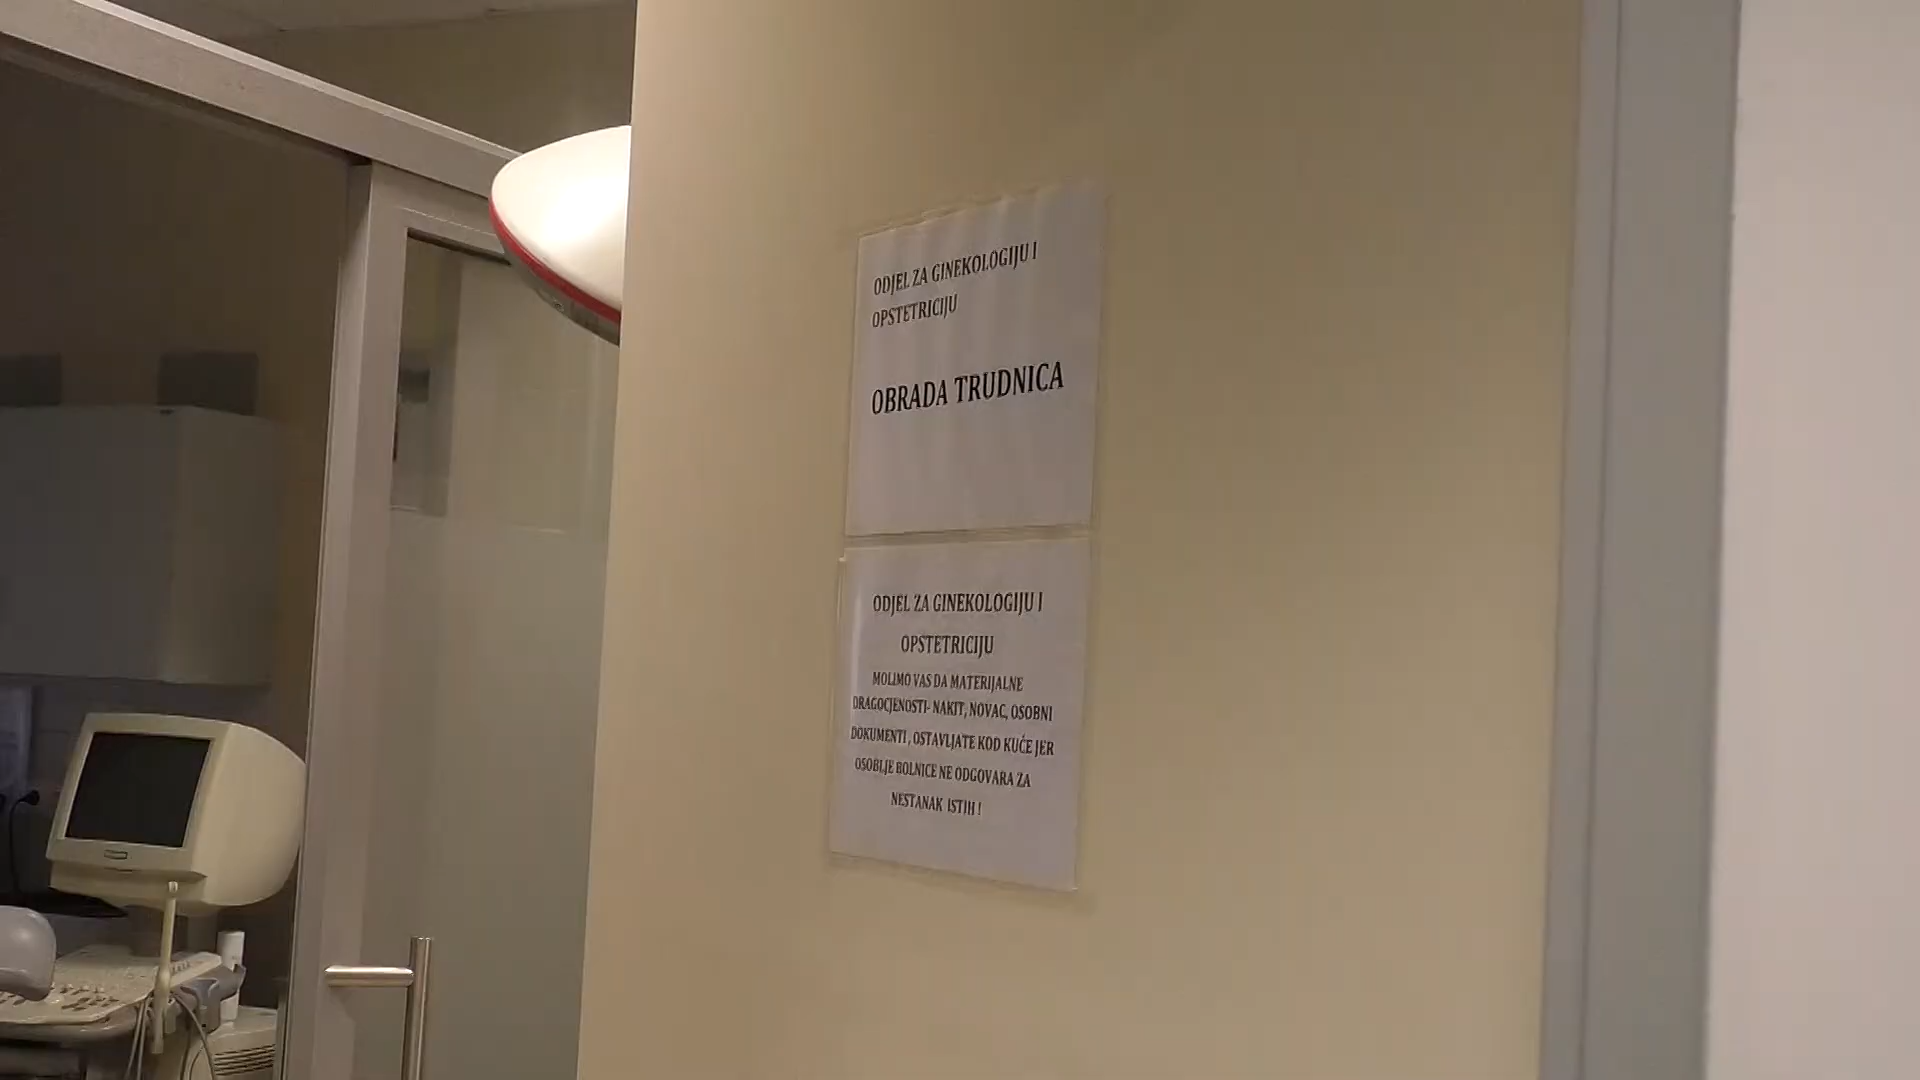 ODJEL ZA GINEKOLOGIJU I
OPSTETRICIJU
OBRADA TRUDNICA
ODJEL ZA GINEKOLOGIJU I
OPSTETRICIJU
MOLIMO VAS DA MATERIJALNE
DRAGOCJENOSTI- NAKIT, NOVAC, OSOBNI
DOKUMENTI , OSTAVLJATE KOD KUĆE JER
OSOBLJE BOLNICE NE ODGOVARA ZA
NESTANAK ISTIH !